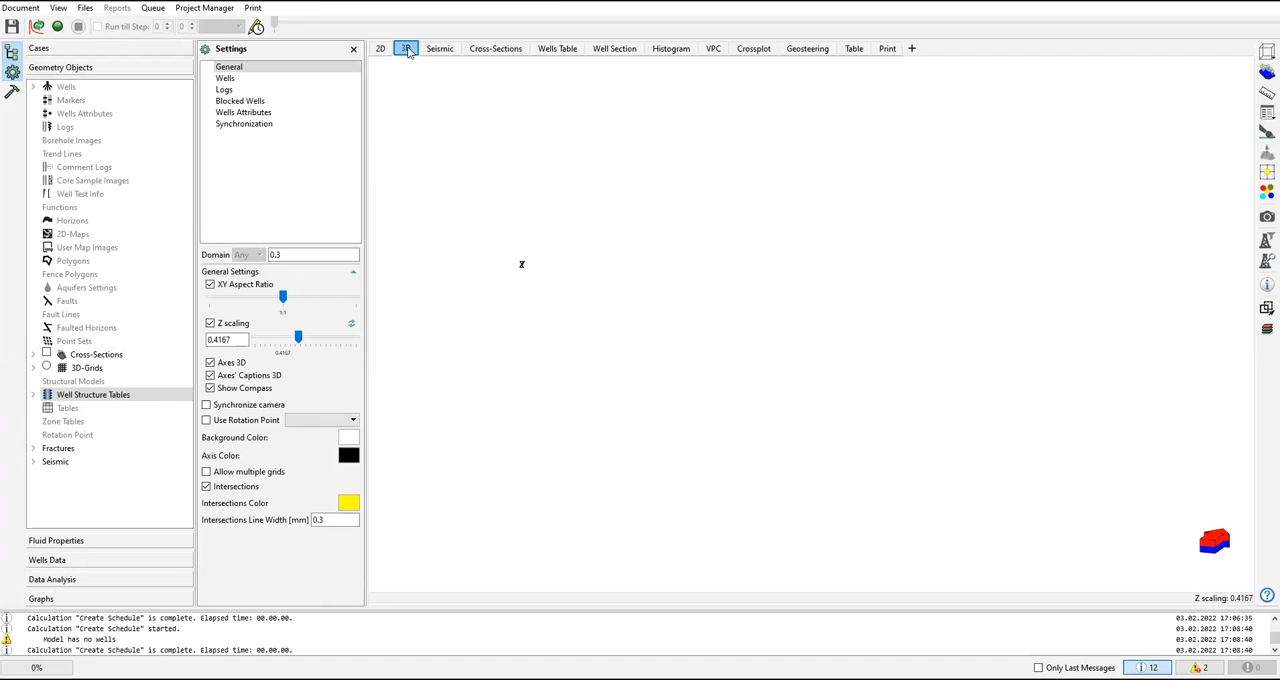 Document View Files Reports Queue Project Manager Print
Run till Step: 0 0
Cases
Geometry Objects
Wells
Markers
Wells Attributes
Logs
Borehole Images
Trend Lines
Comment Logs
Core Sample Images
Well Test Info
Functions
Horizons
2D-Maps
User Map Images
Polygons
Fence Polygons
Aquifers Settings
Faults
Fault Lines
Faulted Horizons
Point Sets
Cross-Sections
3D-Grids
Structural Models
Well Structure Tables
Tables
Zone Tables
Rotation Point
Fractures
Seismic
Fluid Properties
Wells Data
Data Analysis
Graphs
Settings
General
Wells
Logs
Blocked Wells
Wells Attributes
Synchronization
Domain Any 0.3
General Settings
XY Aspect Ratio
1:1
Z scaling
0.4167
0.4167
Axes 3D
Axes' Captions 3D
Show Compass
Synchronize camera
Use Rotation Point
Background Color:
Axis Color:
Allow multiple grids
Intersections
Intersections Color
Intersections Line Width [mm] 0.3
2D 3D Seismic Cross-Sections Wells Table Well Section Histogram VPC Crossplot Geosteering Table Print +
Z scaling: 0.4167
Calculation "Create Schedule" is complete. Elapsed time: 00.00.00. 03.02.2022 17:06:35
Calculation "Create Schedule" started. 03.02.2022 17:08:40
Model has no wells 03.02.2022 17:08:40
Calculation "Create Schedule" is complete. Elapsed time: 00.00.00. 03.02.2022 17:08:40
0% Only Last Messages 12 2 0